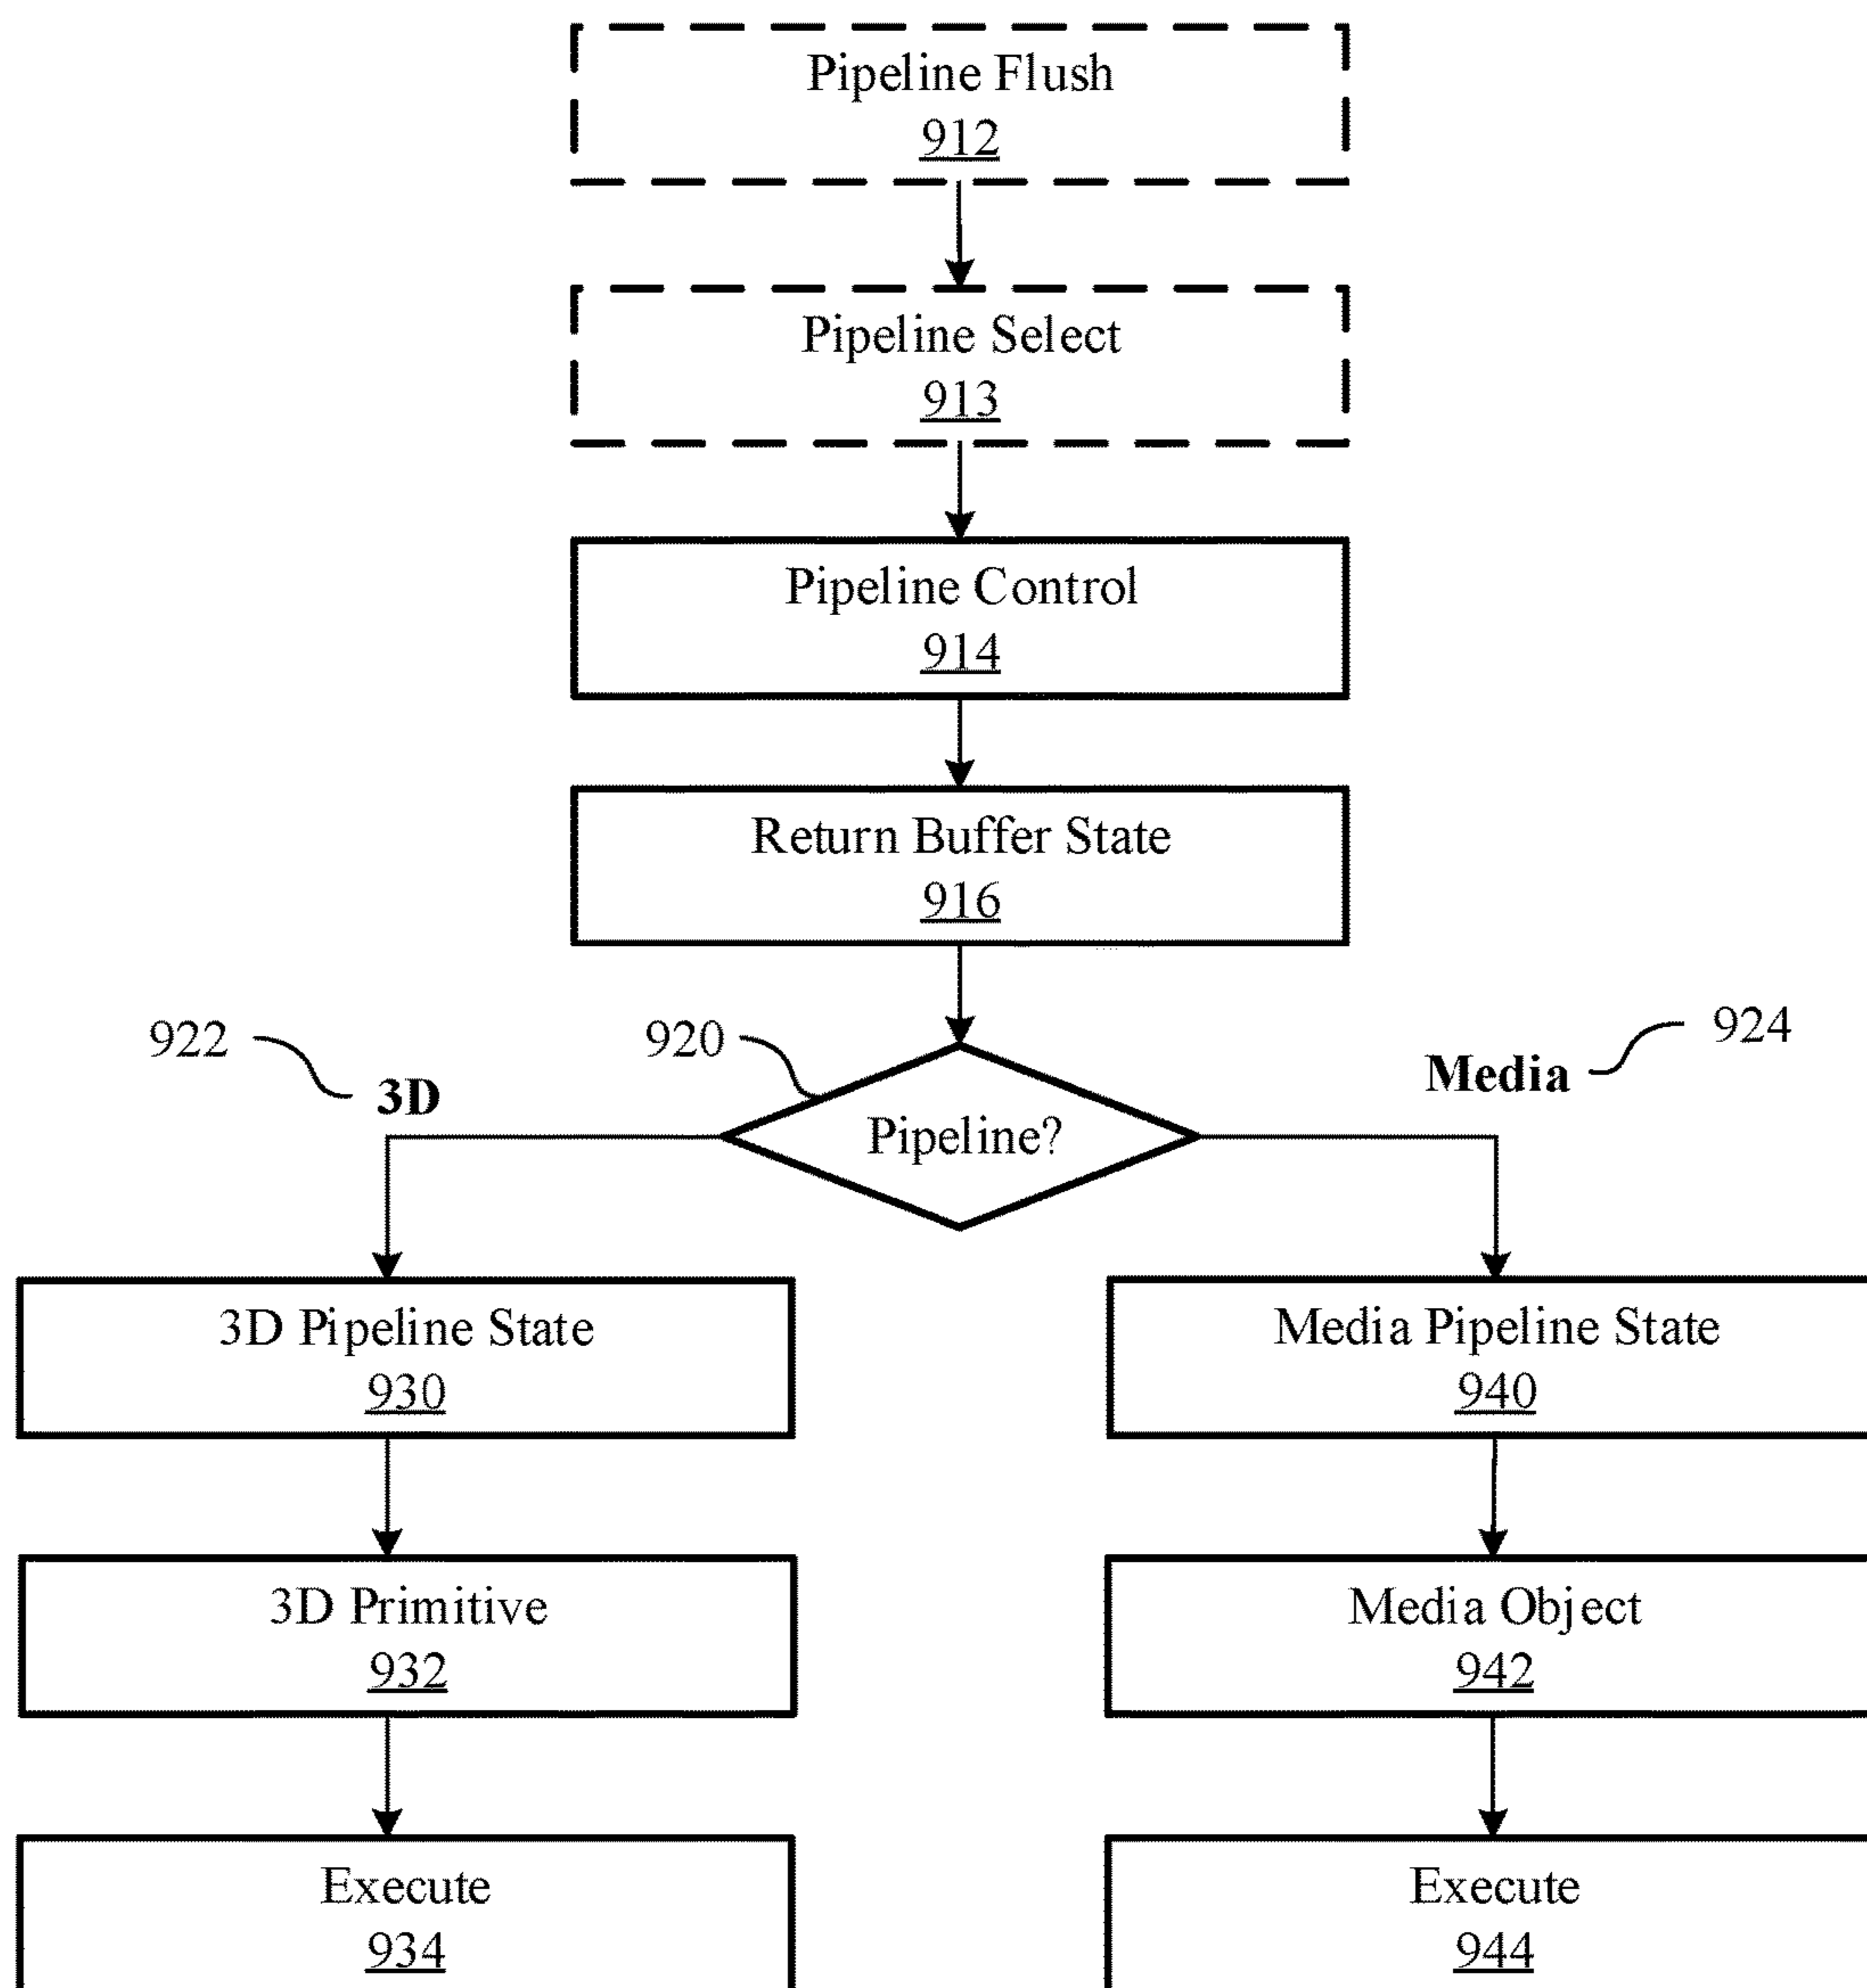 Pipeline Flush
912
Pipeline Select
913
Pipeline Control
914
Return Buffer State
916
922
920
924
3D
Media
Pipeline?
3D Pipeline State
930
Media Pipeline State
940
3D Primitive
932
Media Object
942
Execute
934
Execute
944